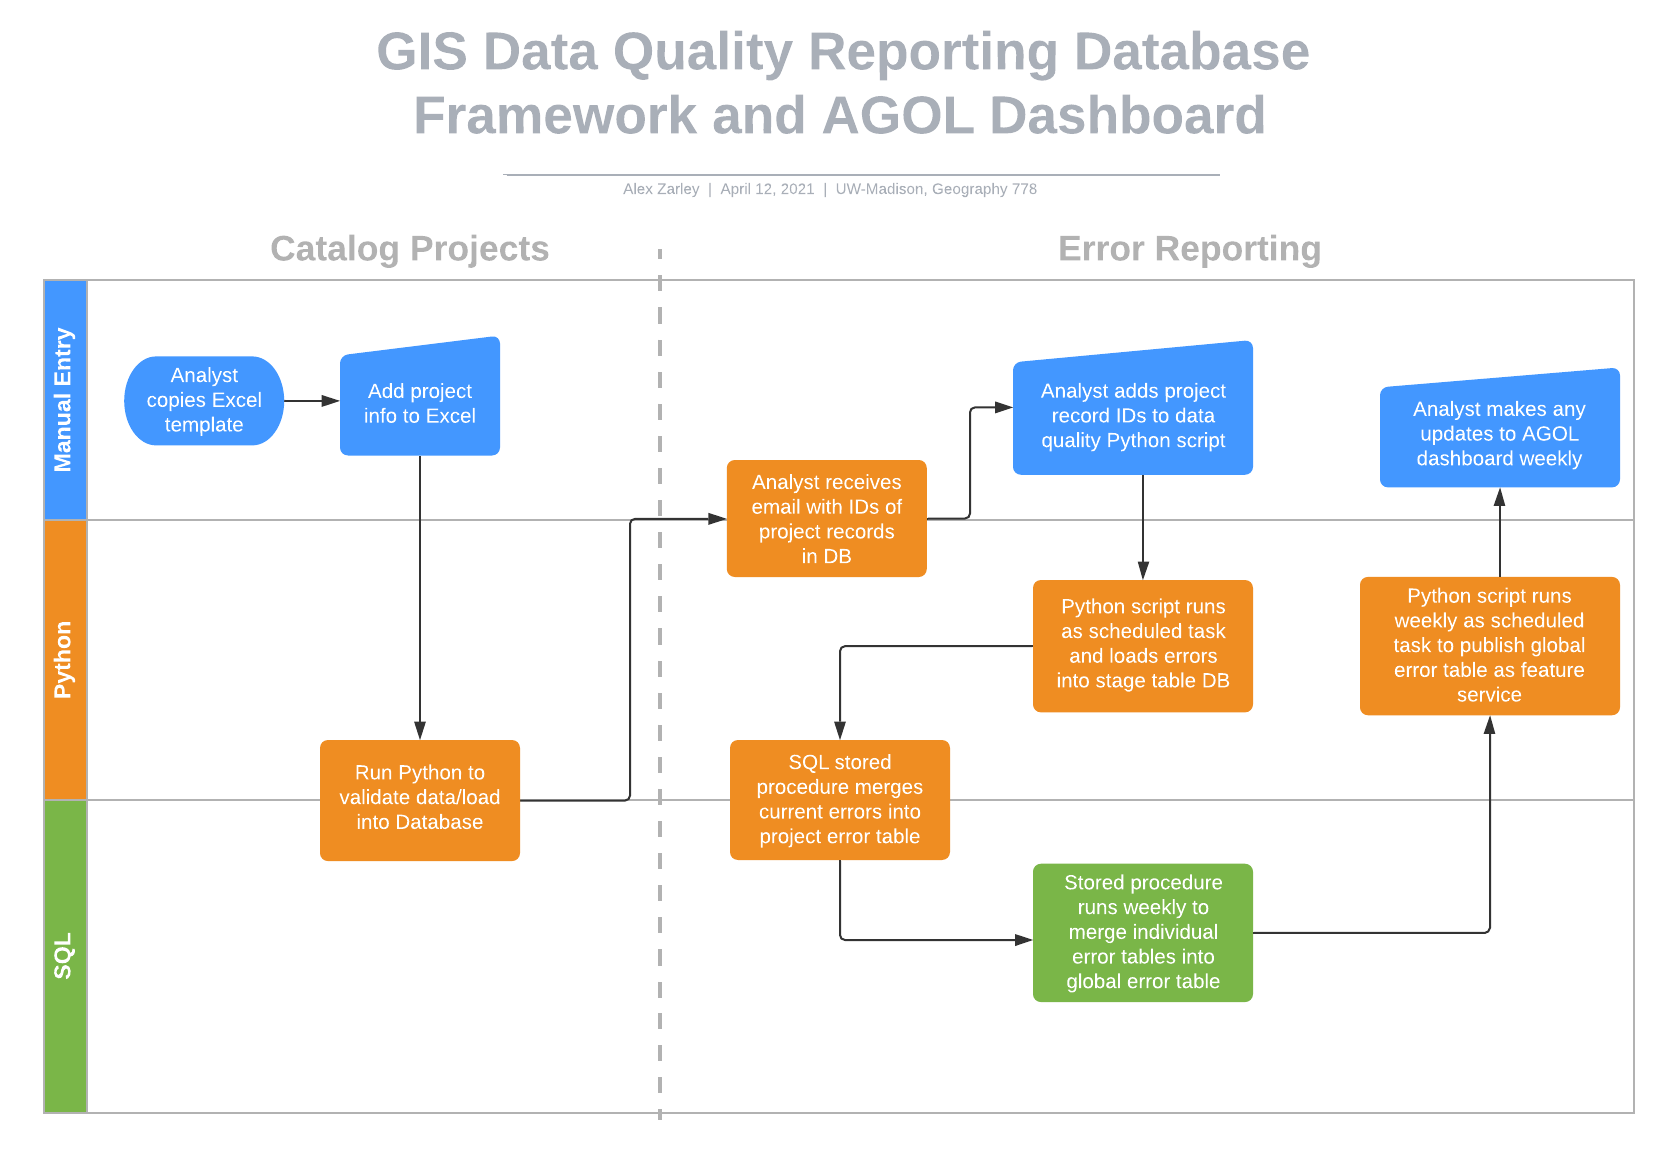 GIS Data Quality Reporting Database
Framework and AGOL Dashboard
Alex Zarley | April 12, 2021 | UW-Madison, Geography 778
Catalog Projects
Error Reporting
Manual Entry
Analyst
copies Excel
template
Add project
info to Excel
Analyst receives
email with IDs of
project records
in DB
Analyst adds project
record IDs to data
quality Python script
Analyst makes any
updates to AGOL
dashboard weekly
Python
Run Python to
validate data/load
into Database
Python script runs
as scheduled task
and loads errors
into stage table DB
SQL stored
procedure merges
current errors into
project error table
Python script runs
weekly as scheduled
task to publish global
error table as feature
service
SQL
Stored procedure
runs weekly to
merge individual
error tables into
global error table